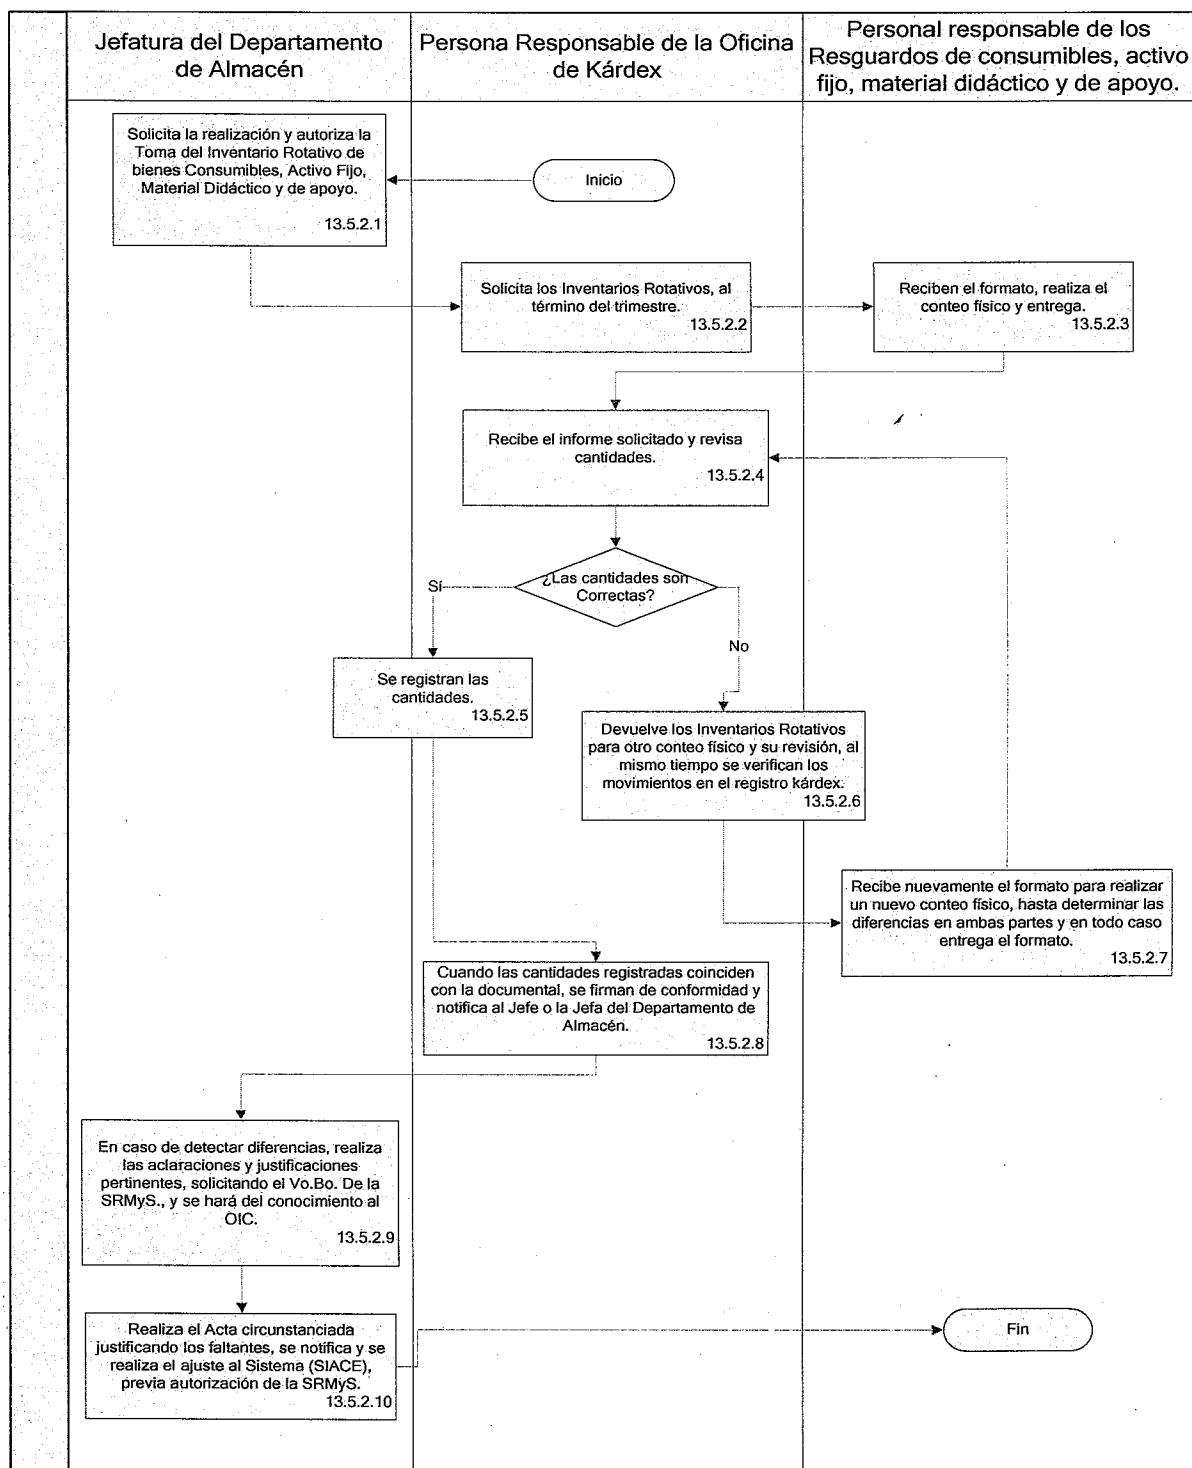 Jefatura del Departamento
de Almacén
Persona Responsable de la Oficina
de Kárdex
Personal responsable de los
Resguardos de consumibles, activo
fijo, material didáctico y de apoyo.
Solicita la realización y autoriza la
Toma del Inventario Rotativo de
bienes Consumibles, Activo Fijo,
Material Didáctico y de apoyo.
13.5.2.1
Inicio
Solicita los Inventarios Rotativos, al
término del trimestre.
13.5.2.2
Reciben el formato, realiza el
conteo físico y entrega.
13.5.2.3
Recibe el informe solicitado y revisa
cantidades.
13.5.2.4
¿Las cantidades son
Correctas?
Sí
No
Se registran las
cantidades.
13.5.2.5
Devuelve los Inventarios Rotativos
para otro conteo físico y su revisión, al
mismo tiempo se verifican los
movimientos en el registro kárdex.
13.5.2.6
Recibe nuevamente el formato para realizar
un nuevo conteo físico, hasta determinar las
diferencias en ambas partes y en todo caso
entrega el formato.
13.5.2.7
Cuando las cantidades registradas coinciden
con la documental, se firman de conformidad y
notifica al Jefe o la Jefa del Departamento de
Almacén.
13.5.2.8
En caso de detectar diferencias, realiza
las aclaraciones y justificaciones
pertinentes, solicitando el Vo.Bo. De la
SRMyS., y se hará del conocimiento al
OIC.
13.5.2.9
Realiza el Acta circunstanciada
justificando los faltantes, se notifica y se
realiza el ajuste al Sistema (SIACE),
previa autorización de la SRMyS.
13.5.2.10
Fin